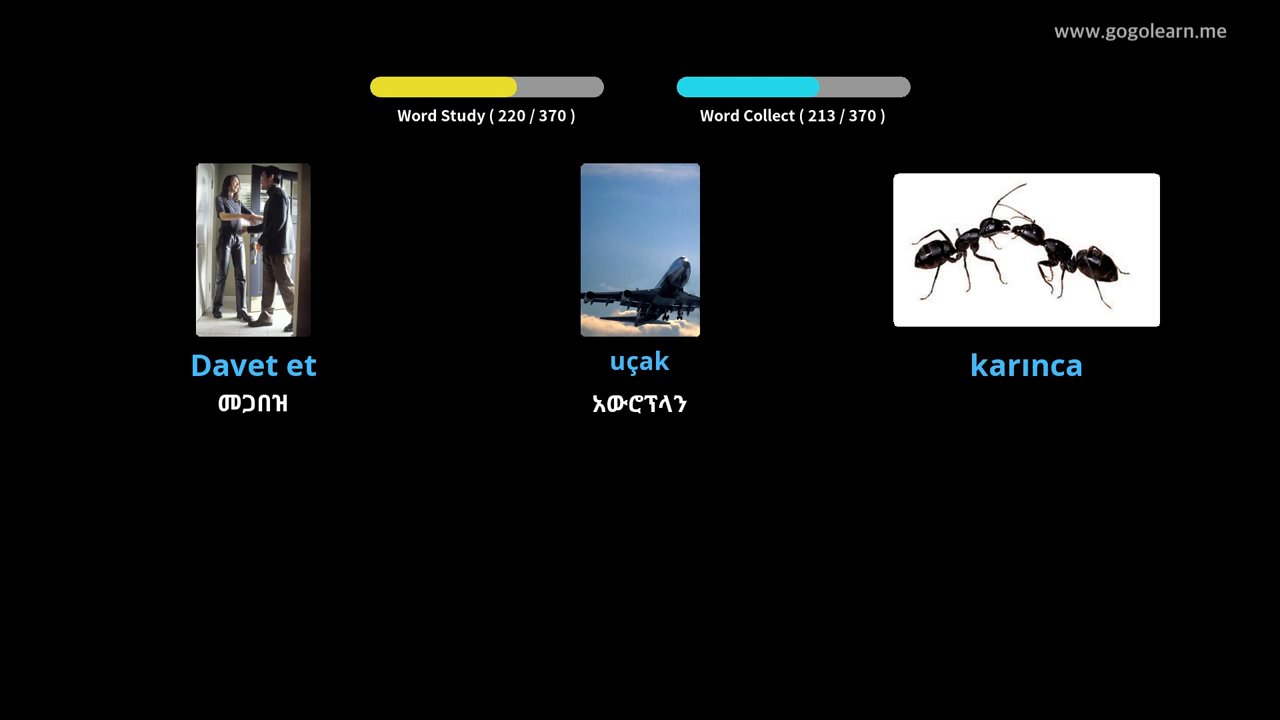 www.gogolearn.me
Word Study ( 220 / 370 )
Word Collect ( 213 / 370 )
Davet et
መጋበዝ
uçak
አውሮፕላን
karınca